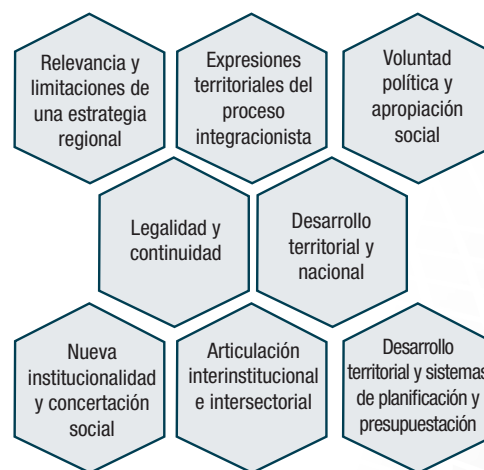 Relevancia y
limitaciones de
una estrategia
regional
Expresiones
territoriales del
proceso
integracionista
Voluntad
política y
apropiación
social
Legalidad y
continuidad
Desarrollo
territorial y
nacional
Nueva
institucionalidad
y concertación
social
Articulación
interinstitucional
e intersectorial
Desarrollo
territorial y sistemas
de planificación y
presupuestación